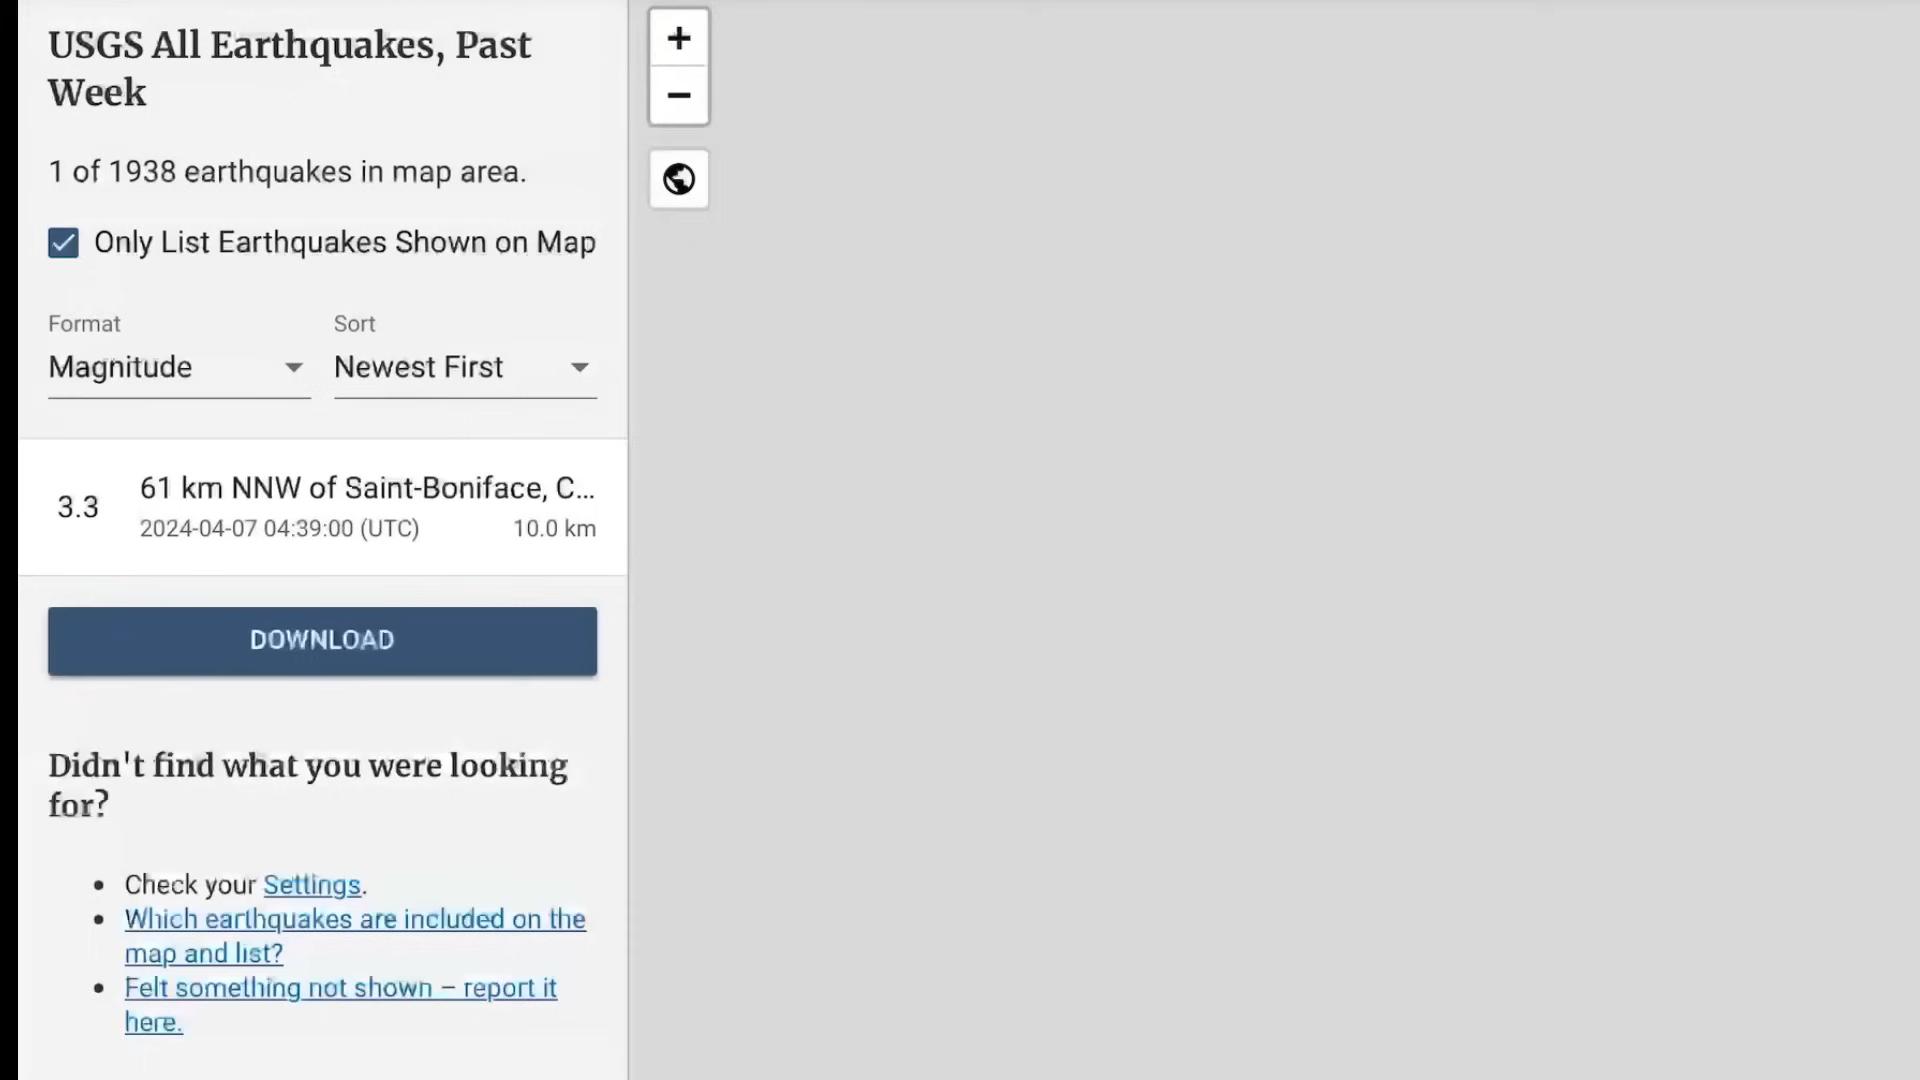 USGS All Earthquakes, Past
Week
1 of 1938 earthquakes in map area.
Only List Earthquakes Shown on Map
Format
Sort
Magnitude
Newest First
3.3
61 km NNW of Saint-Boniface, C...
2024-04-07 04:39:00 (UTC)
10.0 km
DOWNLOAD
Didn't find what you were looking
for?
• Check your Settings.
• Which earthquakes are included on the
map and list?
• Felt something not shown – report it
here.
+
−